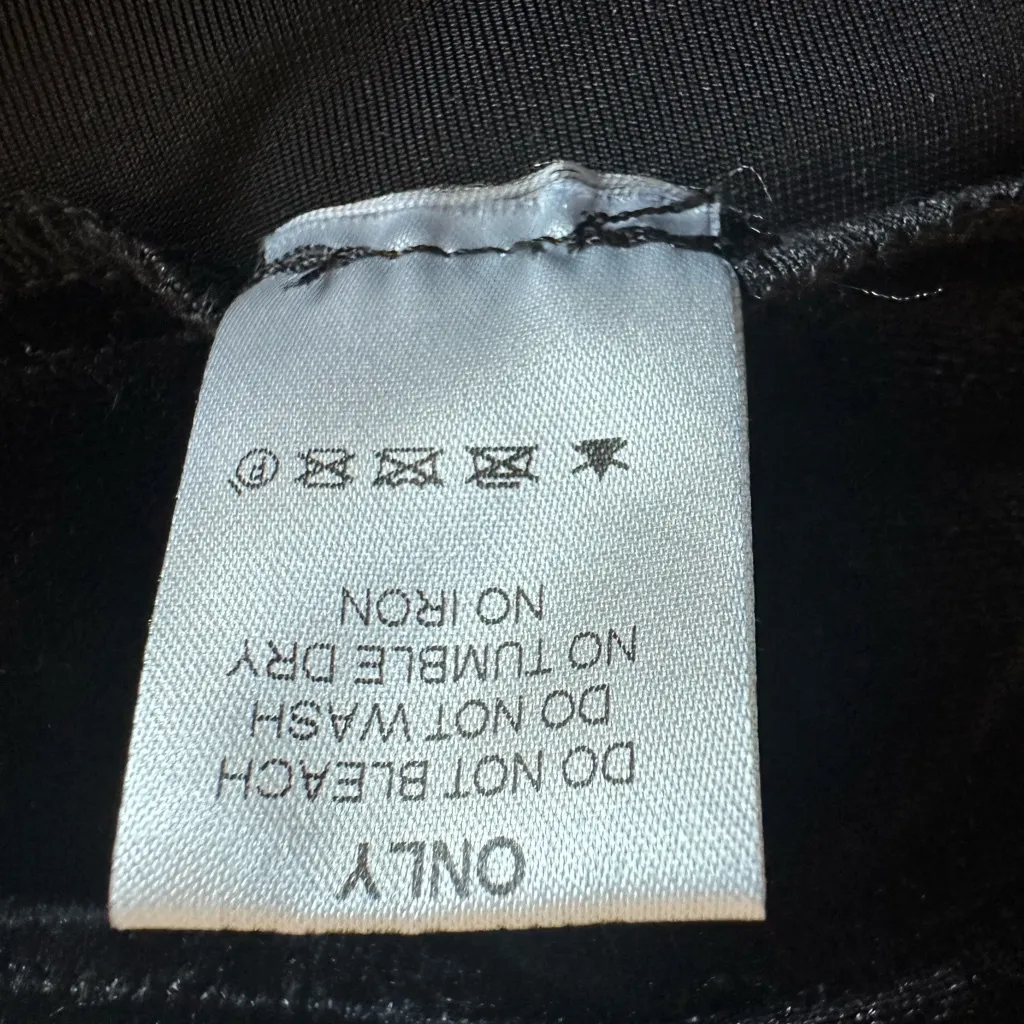 ONLY
DO NOT BLEACH
DO NOT WASH
NO TUMBLE DRY
NO IRON
P